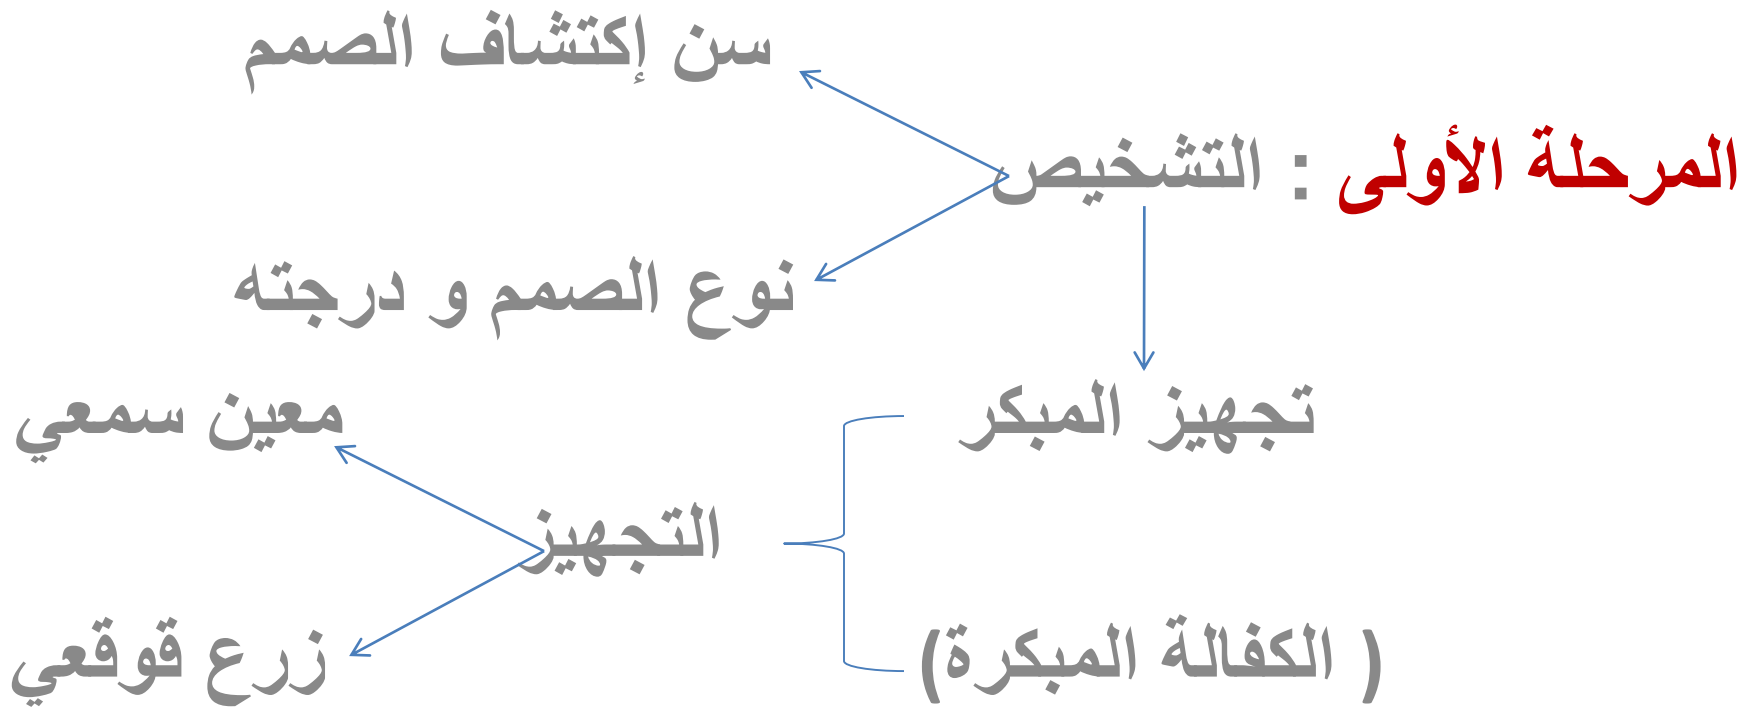 سن إكتشاف الصمم
المرحلة الأولى : التشخيص
نوع الصمم و درجته
تجهيز المبكر
معين سمعي
التجهيز
( الكفالة المبكرة)
زرع قوقعي